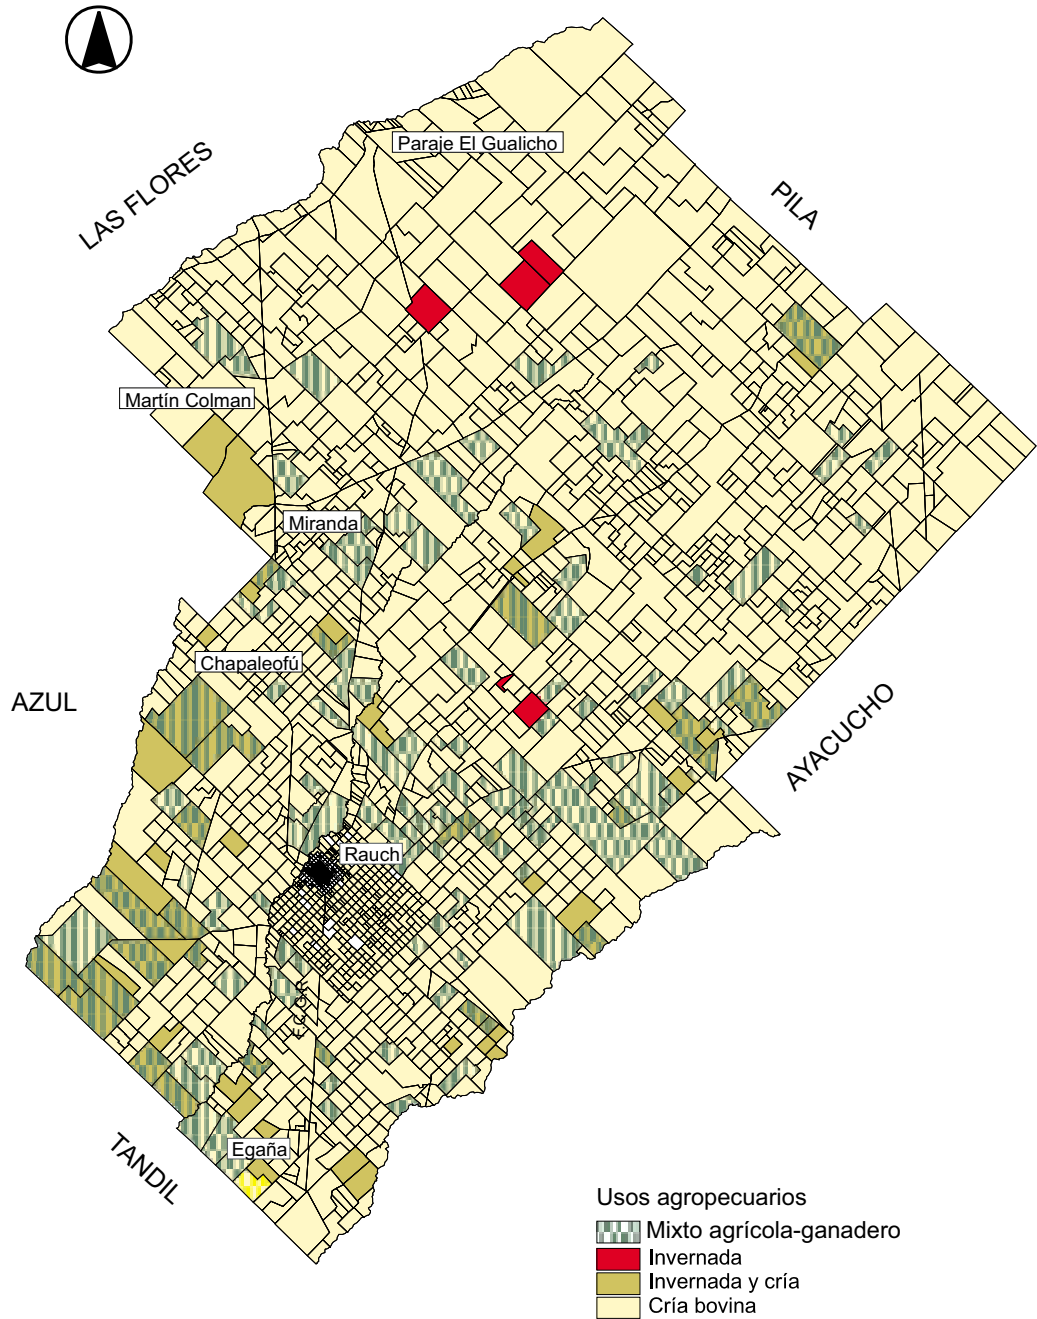 Paraje El Gualicho
LAS FLORES
PILA
Martín Colman
Miranda
Chapaleofú
AZUL
AYACUCHO
Rauch
F.C.G.R.
Egaña
TANDIL
Usos agropecuarios
Mixto agrícola-ganadero
Invernada
Invernada y cría
Cría bovina